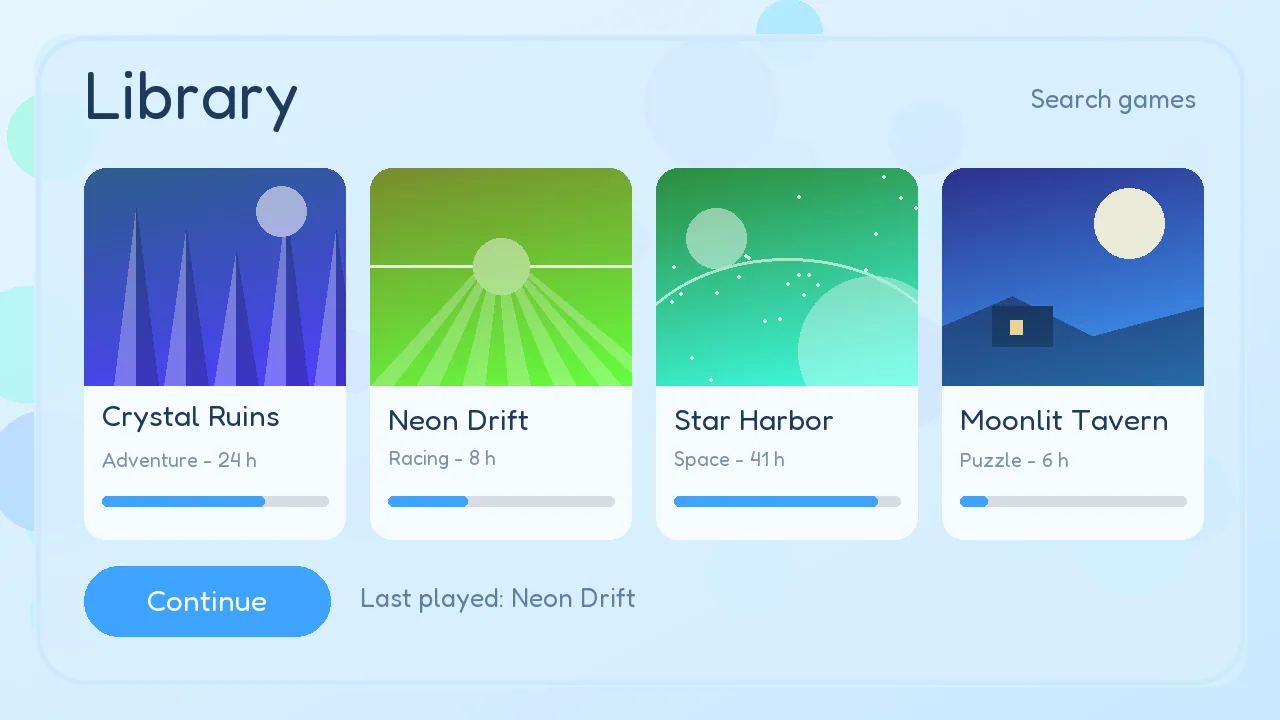 Library
Search games
Crystal Ruins
Adventure - 24 h
Neon Drift
Racing - 8 h
Star Harbor
Space - 41 h
Moonlit Tavern
Puzzle - 6 h
Continue
Last played: Neon Drift